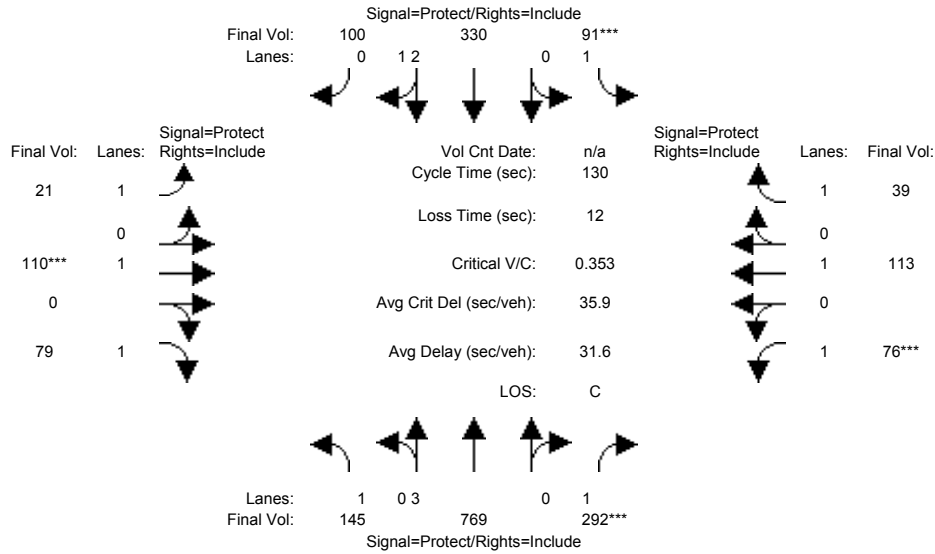 Signal=Protect/Rights=Include
Final Vol: 100 330 91***
Lanes: 0 1 2 0 1
Signal=Protect Signal=Protect
Final Vol: Lanes: Rights=Include Vol Cnt Date: n/a Rights=Include Lanes: Final Vol:
Cycle Time (sec): 130
21 1 1 39
Loss Time (sec): 12
0 0
110*** 1 Critical V/C: 0.353 1 113
0 Avg Crit Del (sec/veh): 35.9 0
79 1 Avg Delay (sec/veh): 31.6 1 76***
LOS: C
Lanes: 1 0 3 0 1
Final Vol: 145 769 292***
Signal=Protect/Rights=Include